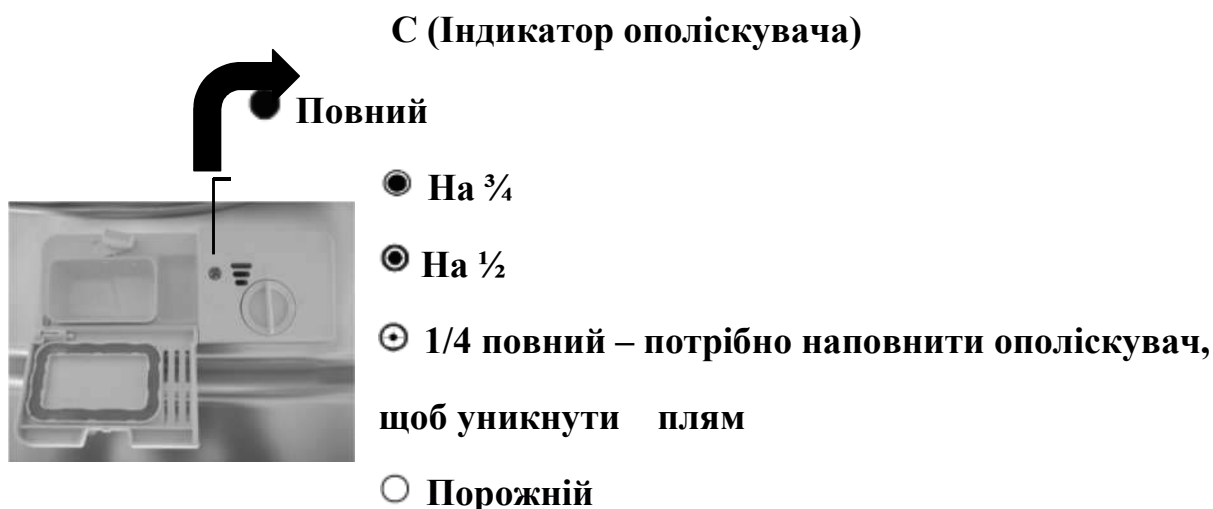 C (Індикатор ополіскувача)
Повний
На ¾
На ½
1/4 повний – потрібно наповнити ополіскувач,
щоб уникнути плям
Порожній